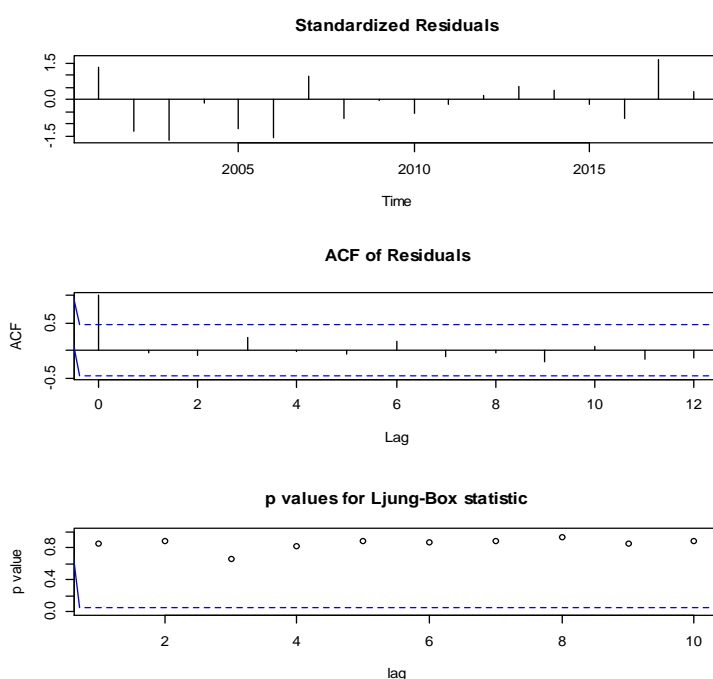 Standardized Residuals
1.5
0.0
-1.5
2005 2010 2015
Time
ACF of Residuals
ACF
0.5
-0.5
0 2 4 6 8 10 12
Lag
p values for Ljung-Box statistic
p value
0.8
0.4
0.0
2 4 6 8 10
lag